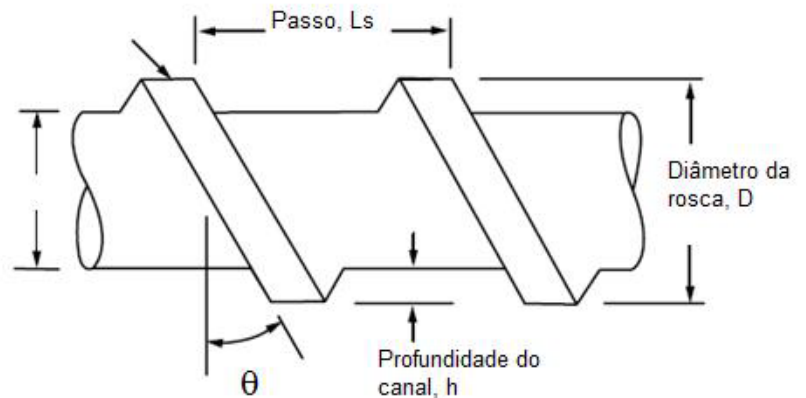 Passo, Ls
Diâmetro da
rosca, D
Profundidade do
canal, h
θ